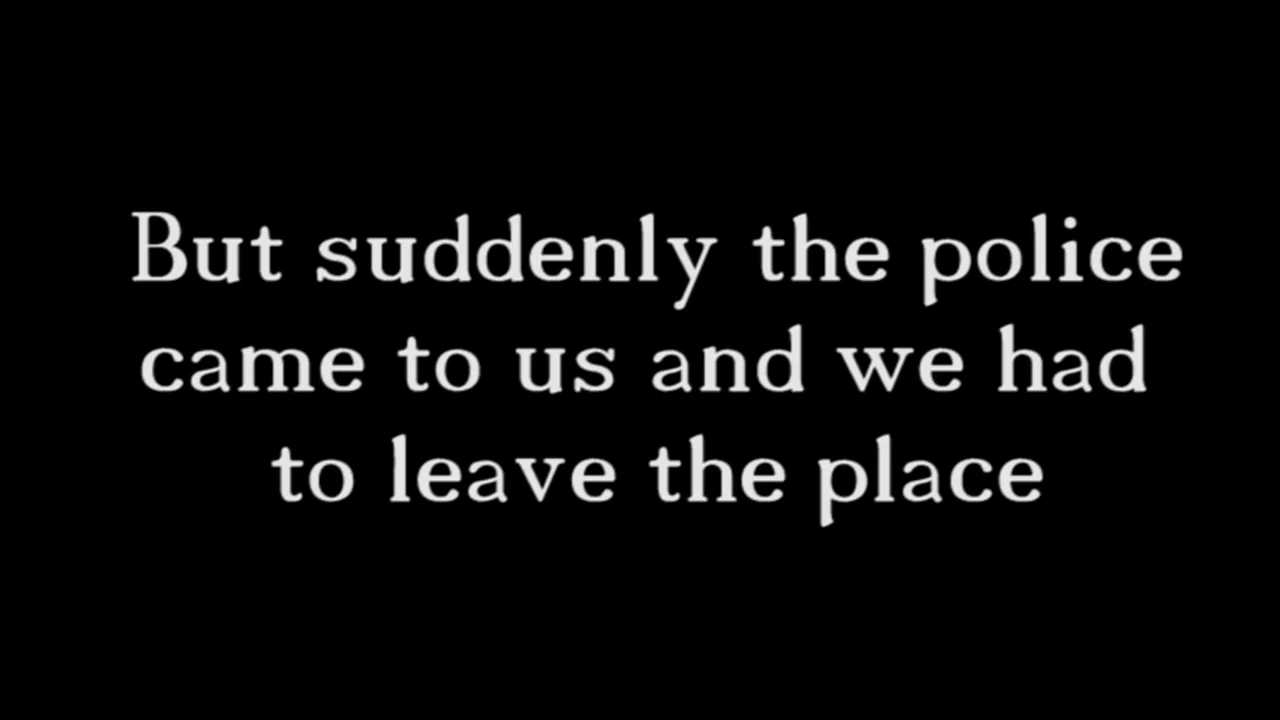 But suddenly the police
came to us and we had
to leave the place